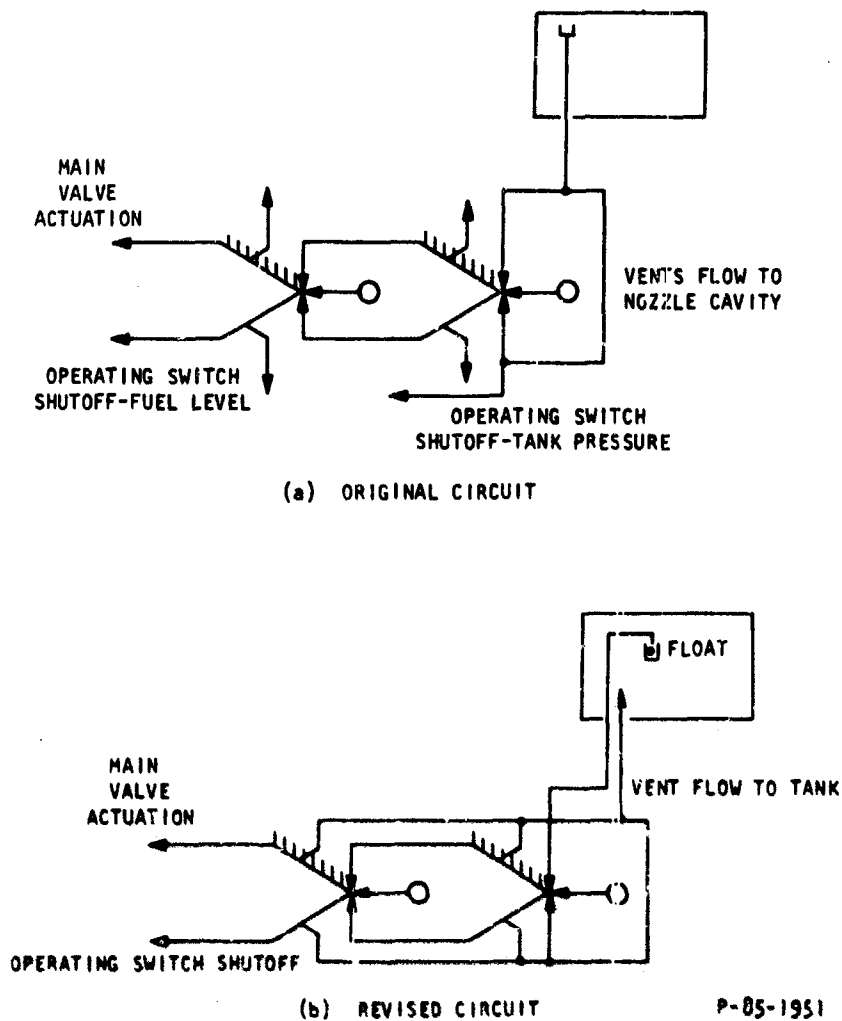 MAIN
VALVE
ACTUATION
VENTS FLOW TO
NOZZLE CAVITY
OPERATING SWITCH
SHUTOFF-FUEL LEVEL
OPERATING SWITCH
SHUTOFF-TANK PRESSURE
(a) ORIGINAL CIRCUIT
FLOAT
MAIN
VALVE
ACTUATION
VENT FLOW TO TANK
OPERATING SWITCH SHUTOFF
(b) REVISED CIRCUIT
P-85-1951